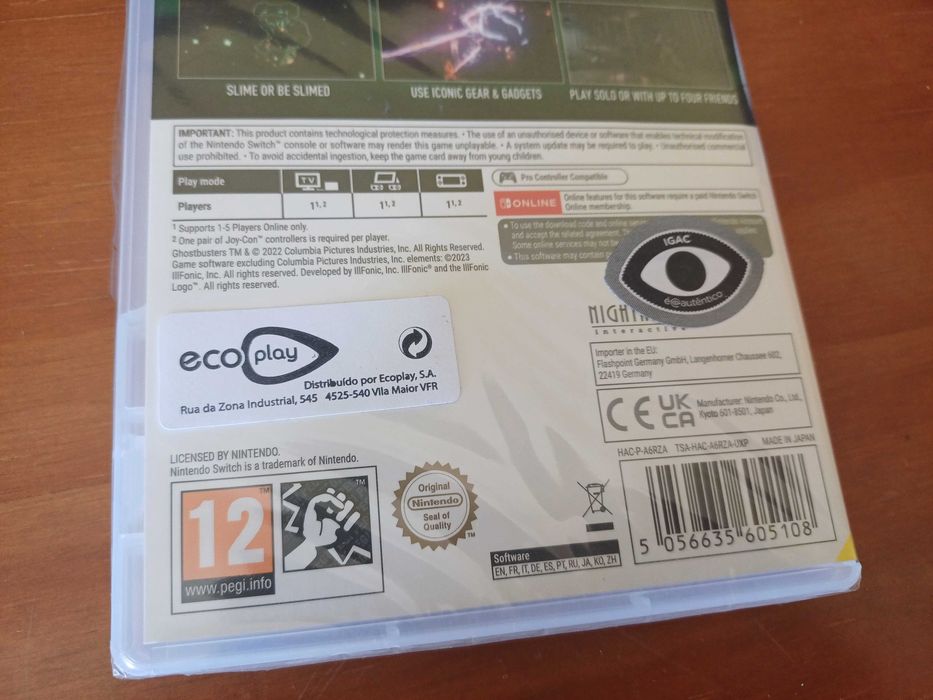 SLIME OR BE SLIMED
USE ICONIC GEAR & GADGETS
PLAY SOLO OR WITH UP TO FOUR FRIENDS
IMPORTANT: This product contains technological protection measures. • The use of an unauthorised device or software that enables technical modification
of the Nintendo Switch™ console or software may render this game unplayable. • A system update may be required to play. • Unauthorised commercial
use prohibited. • To avoid accidental ingestion, keep the game card away from young children.
Play mode
TV
Players
1¹,² 1¹,² 1¹,²
Pro Controller Compatible
ONLINE
Online features for this software require a paid Nintendo Switch
Online membership.
¹ Supports 1-5 Players Online only.
² One pair of Joy-Con™ controllers is required per player.
Ghostbusters TM & © 2022 Columbia Pictures Industries, Inc. All Rights Reserved.
Game software excluding Columbia Pictures Industries, Inc. elements: ©2023
IllFonic, Inc. All rights reserved. Developed by IllFonic, Inc. IllFonic® and the IllFonic
Logo™. All rights reserved.
• To use the download code and online
and accept the related agreement.
Some online services may not be
• This software may contain
IGAC
é@autêntico
NIGH
interactive
Importer in the EU:
Flashpoint Germany GmbH, Langenhorner Chaussee 602,
22419 Germany
CE UK
CA
Manufacturer: Nintendo Co., Ltd.,
Kyoto 601-8501, Japan
HAC-P-A6RZA TSA-HAC-A6RZA-UXP MADE IN JAPAN
eco play
Distribuído por Ecoplay, S.A.
Rua da Zona Industrial, 545 4525-540 Vila Maior VFR
LICENSED BY NINTENDO.
Nintendo Switch is a trademark of Nintendo.
12
TM
www.pegi.info
TM
Original
Nintendo
Seal of
Quality
TM
Software
EN, FR, IT, DE, ES, PT, RU, JA, KO, ZH
5 056635 605108